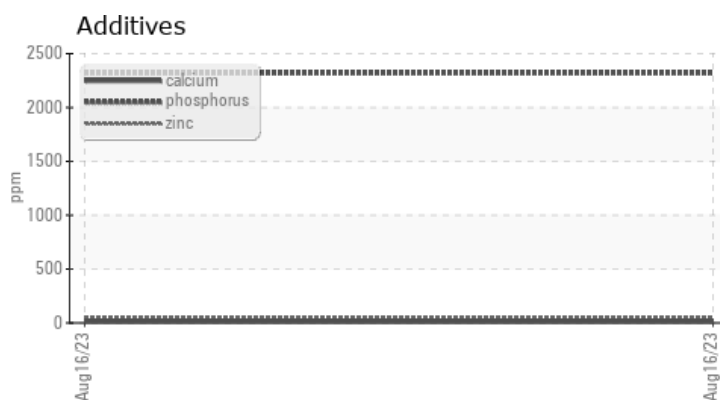 Additives
2500
2000
1500
1000
500
0
ppm
calcium
phosphorus
zinc
Aug16/23
Aug16/23